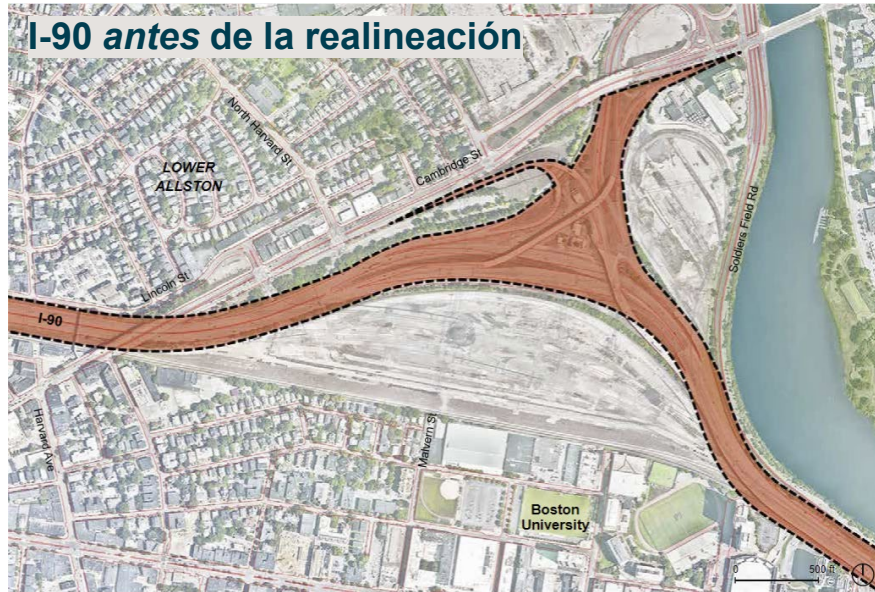 I-90 antes de la realineación
North Harvard St
LOWER
ALLSTON
Cambridge St
Soldiers Field Rd
Lincoln St
I-90
Harvard Ave
Malvern St
Boston
University
0 500 ft